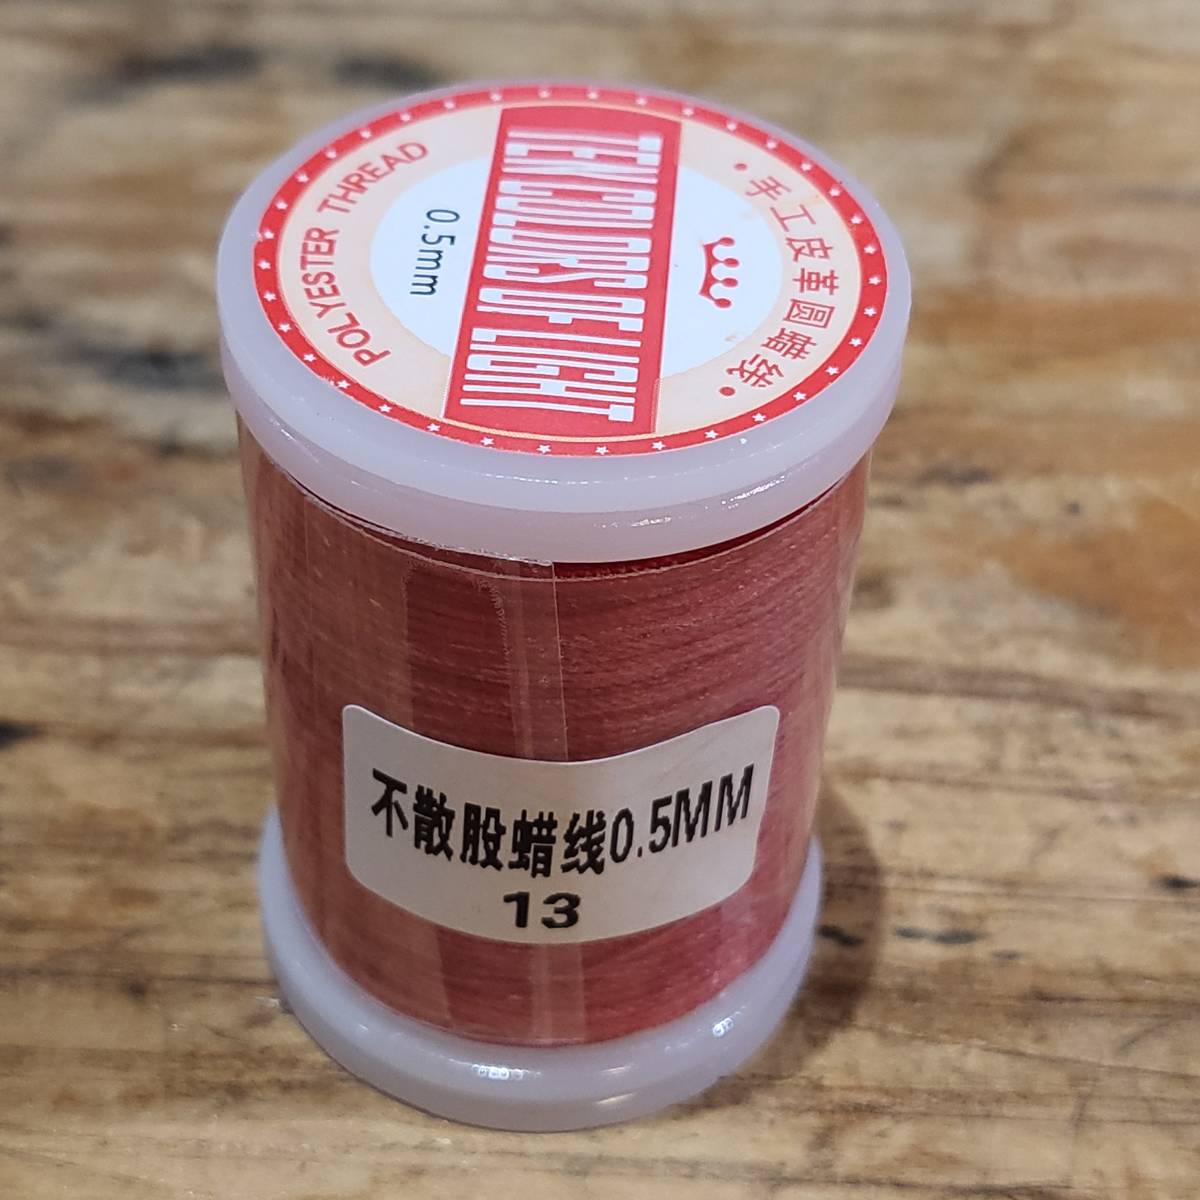 POLYESTER THREAD
0.5mm
TEN COLORS OF LIGHT
·手工皮革圆蜡线·
不散股蜡线0.5MM
13